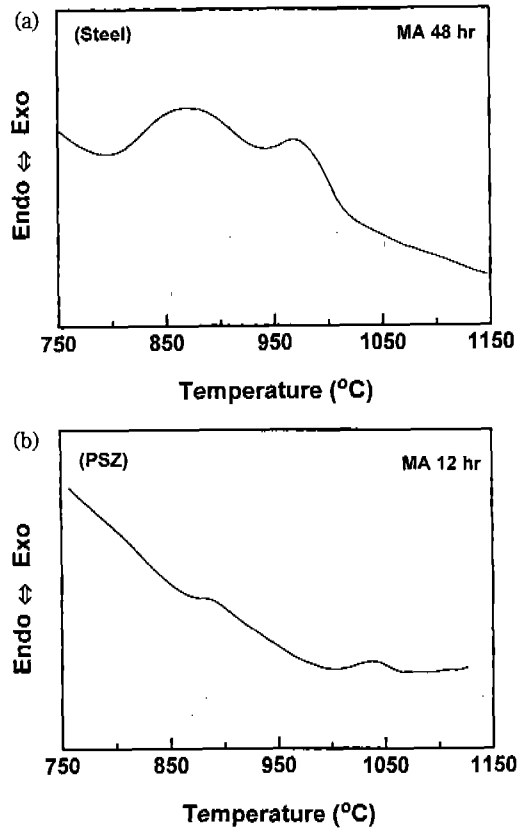 (a)
(Steel) MA 48 hr
Endo ⇔ Exo
750 850 950 1050 1150
Temperature (°C)
(b)
(PSZ) MA 12 hr
Endo ⇔ Exo
750 850 950 1050 1150
Temperature (°C)